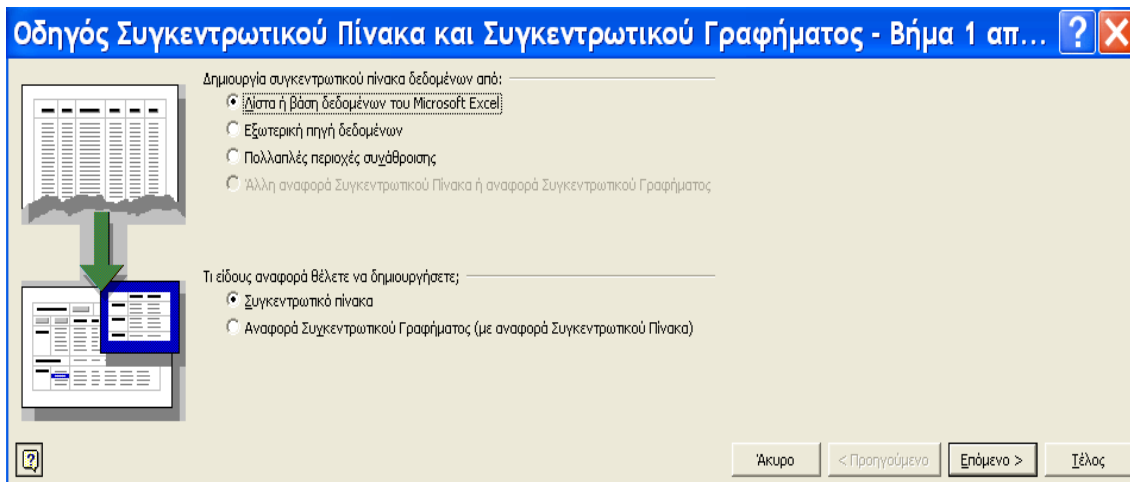 Οδηγός Συγκεντρωτικού Πίνακα και Συγκεντρωτικού Γραφήματος - Βήμα 1 απ...
Δημιουργία συγκεντρωτικού πίνακα δεδομένων από:
Λίστα ή βάση δεδομένων του Microsoft Excel
Εξωτερική πηγή δεδομένων
Πολλαπλές περιοχές συχάθροισης
Άλλη αναφορά Συγκεντρωτικού Πίνακα ή αναφορά Συγκεντρωτικού Γραφήματος
Τι είδους αναφορά θέλετε να δημιουργήσετε;
Συγκεντρωτικό πίνακα
Αναφορά Συγκεντρωτικού Γραφήματος (με αναφορά Συγκεντρωτικού Πίνακα)
Άκυρο
< Προηγούμενο
Επόμενο >
Τέλος